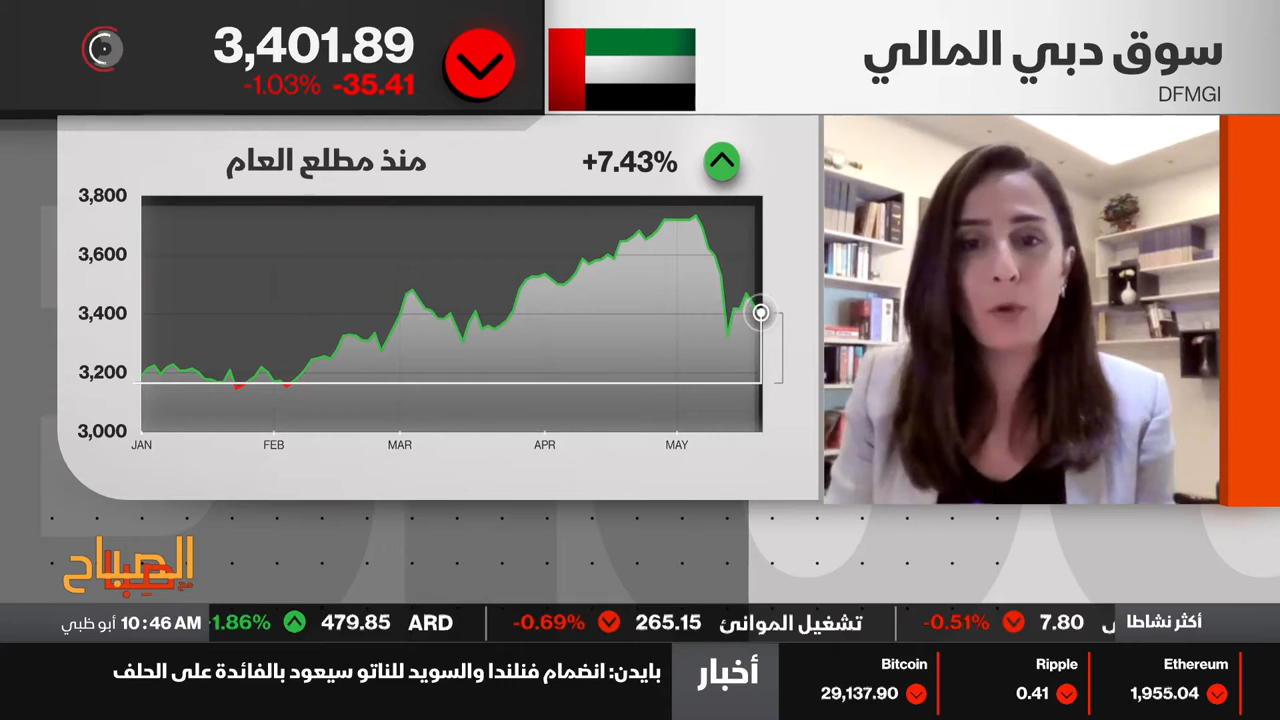 سوق دبي المالي
DFMGI
3,401.89
-1.03% -35.41
منذ مطلع العام
+7.43%
3,800
3,600
3,400
3,200
3,000
JAN FEB MAR APR MAY
الصباح
مع صبا
أكثر نشاطا
7.80 -0.51%
تشغيل الموانئ 265.15 -0.69%
ARD 479.85 1.86%
10:46 AM أبو ظبي
أخبار
بايدن: انضمام فنلندا والسويد للناتو سيعود بالفائدة على الحلف
Bitcoin Ripple Ethereum
29,137.90 0.41 1,955.04